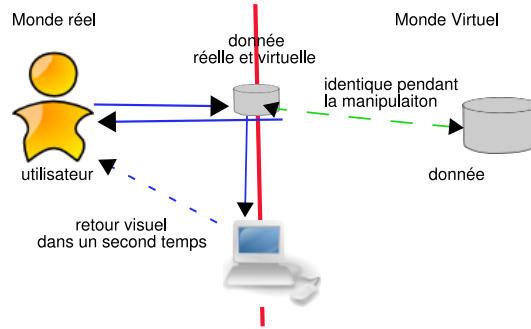 Monde réel
Monde Virtuel
donnée
réelle et virtuelle
identique pendant
la manipulaiton
utilisateur
donnée
retour visuel
dans un second temps